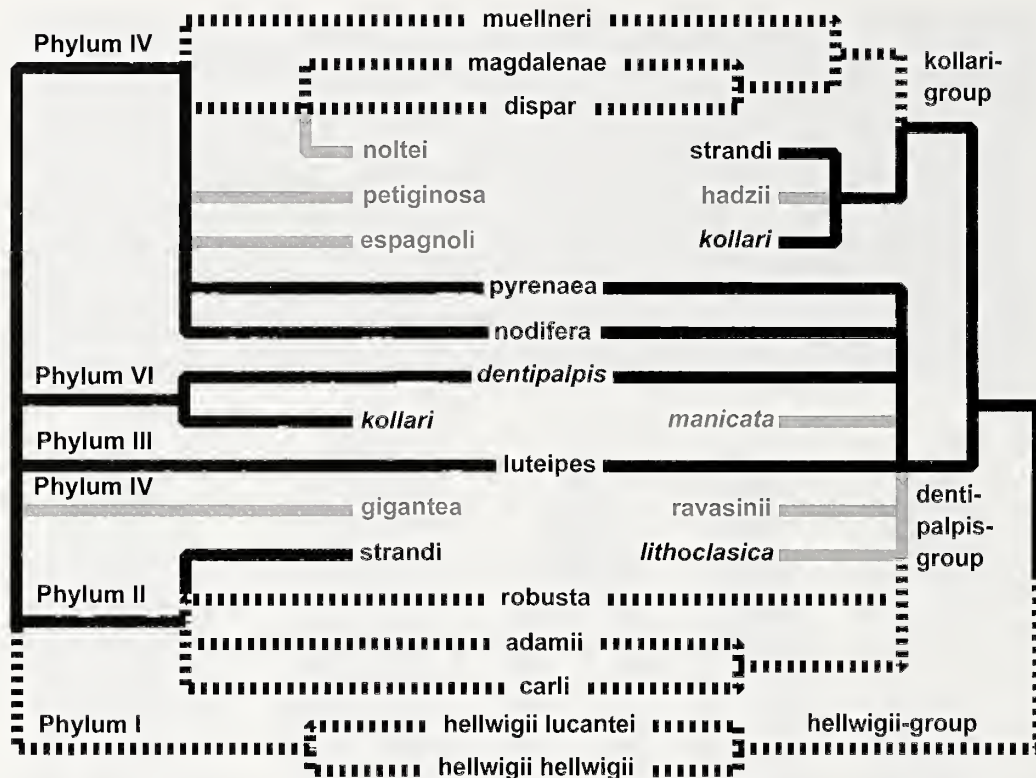 muellneri
Phylum IV
magdalenae
kollari-
group
dispar
noltei
strandi
petiginosa
hadzii
espagnoli
kollari
pyrenaea
nodifera
Phylum VI
dentipalpis
kollari
manicata
Phylum III
luteipes
Phylum IV
gigantea
ravasinii
denti-
palpis-
group
strandi
lithoclasica
Phylum II
robusta
adamii
carli
Phylum I
hellwigii lucantei
hellwigii-group
hellwigii hellwigii